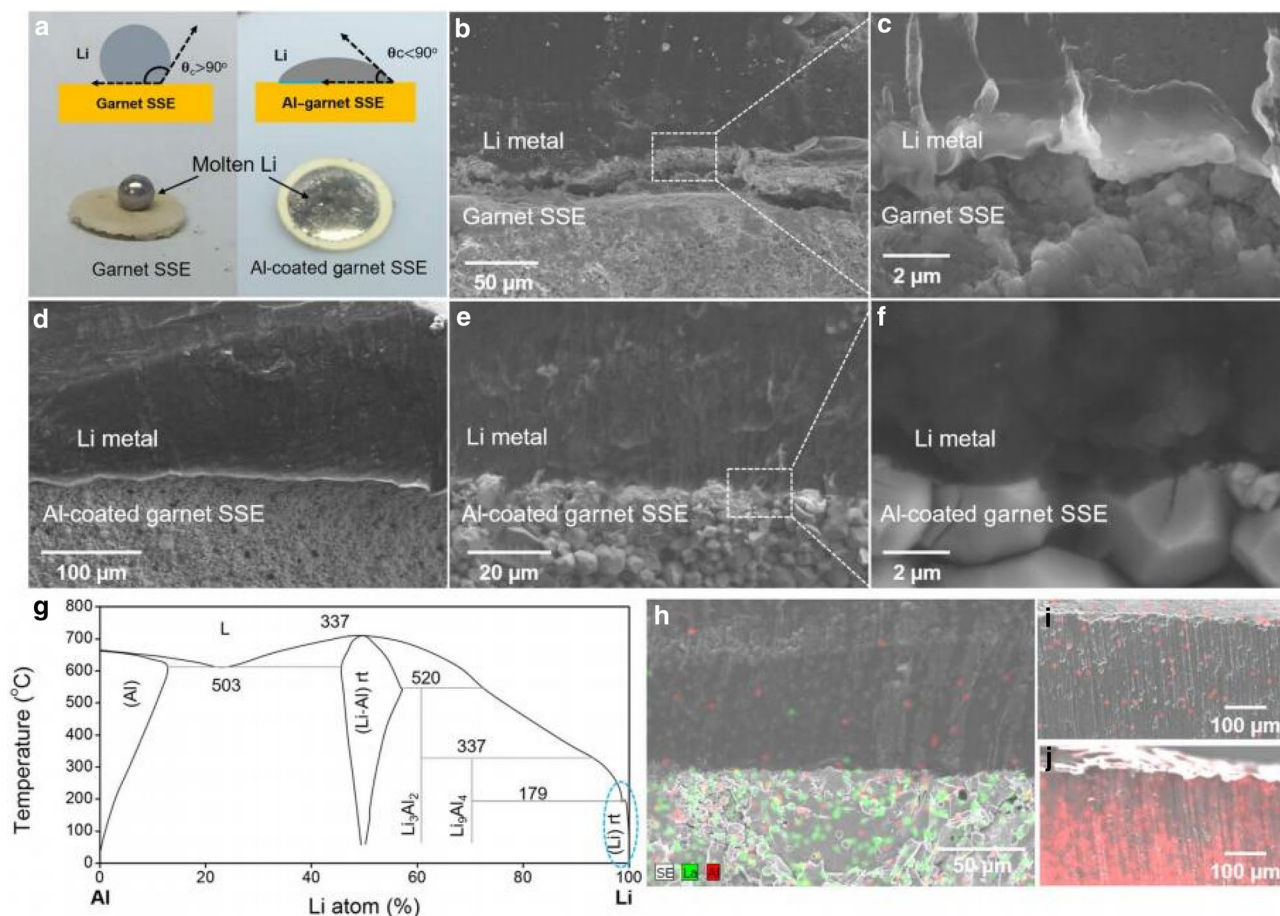 a
Li
θc>90°
Garnet SSE
θc<90°
Al-garnet SSE
Molten Li
Garnet SSE
Al-coated garnet SSE
b
Li metal
Garnet SSE
50 µm
c
Li metal
Garnet SSE
2 µm
d
Li metal
Al-coated garnet SSE
100 µm
e
Li metal
Al-coated garnet SSE
20 µm
f
Li metal
Al-coated garnet SSE
2 µm
g
800
700
600
500
400
300
200
100
0
Temperature (°C)
L
337
503
520
337
179
(Al)
(Li-Al) rt
Li3Al2
Li9Al4
(Li) rt
0
20
40
60
80
100
Al
Li
Li atom (%)
h
SE La Al
50 µm
i
100 µm
j
100 µm